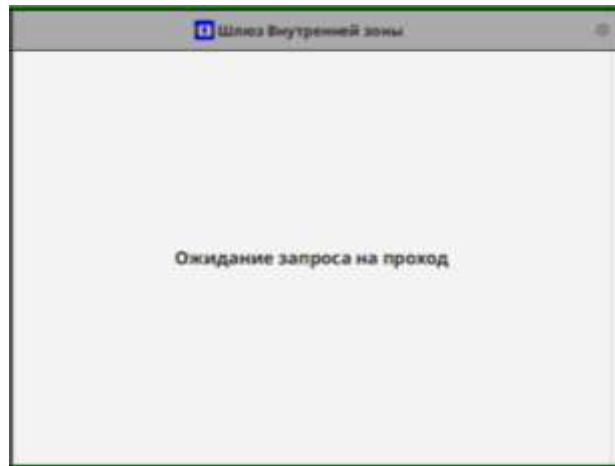 Шлюз Внутренней зоны
Ожидание запроса на проход